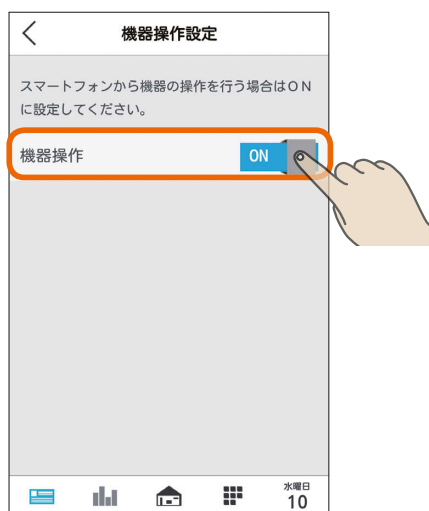 機器操作設定
スマートフォンから機器の操作を行う場合はＯＮ
に設定してください。
機器操作
ON
水曜日
10